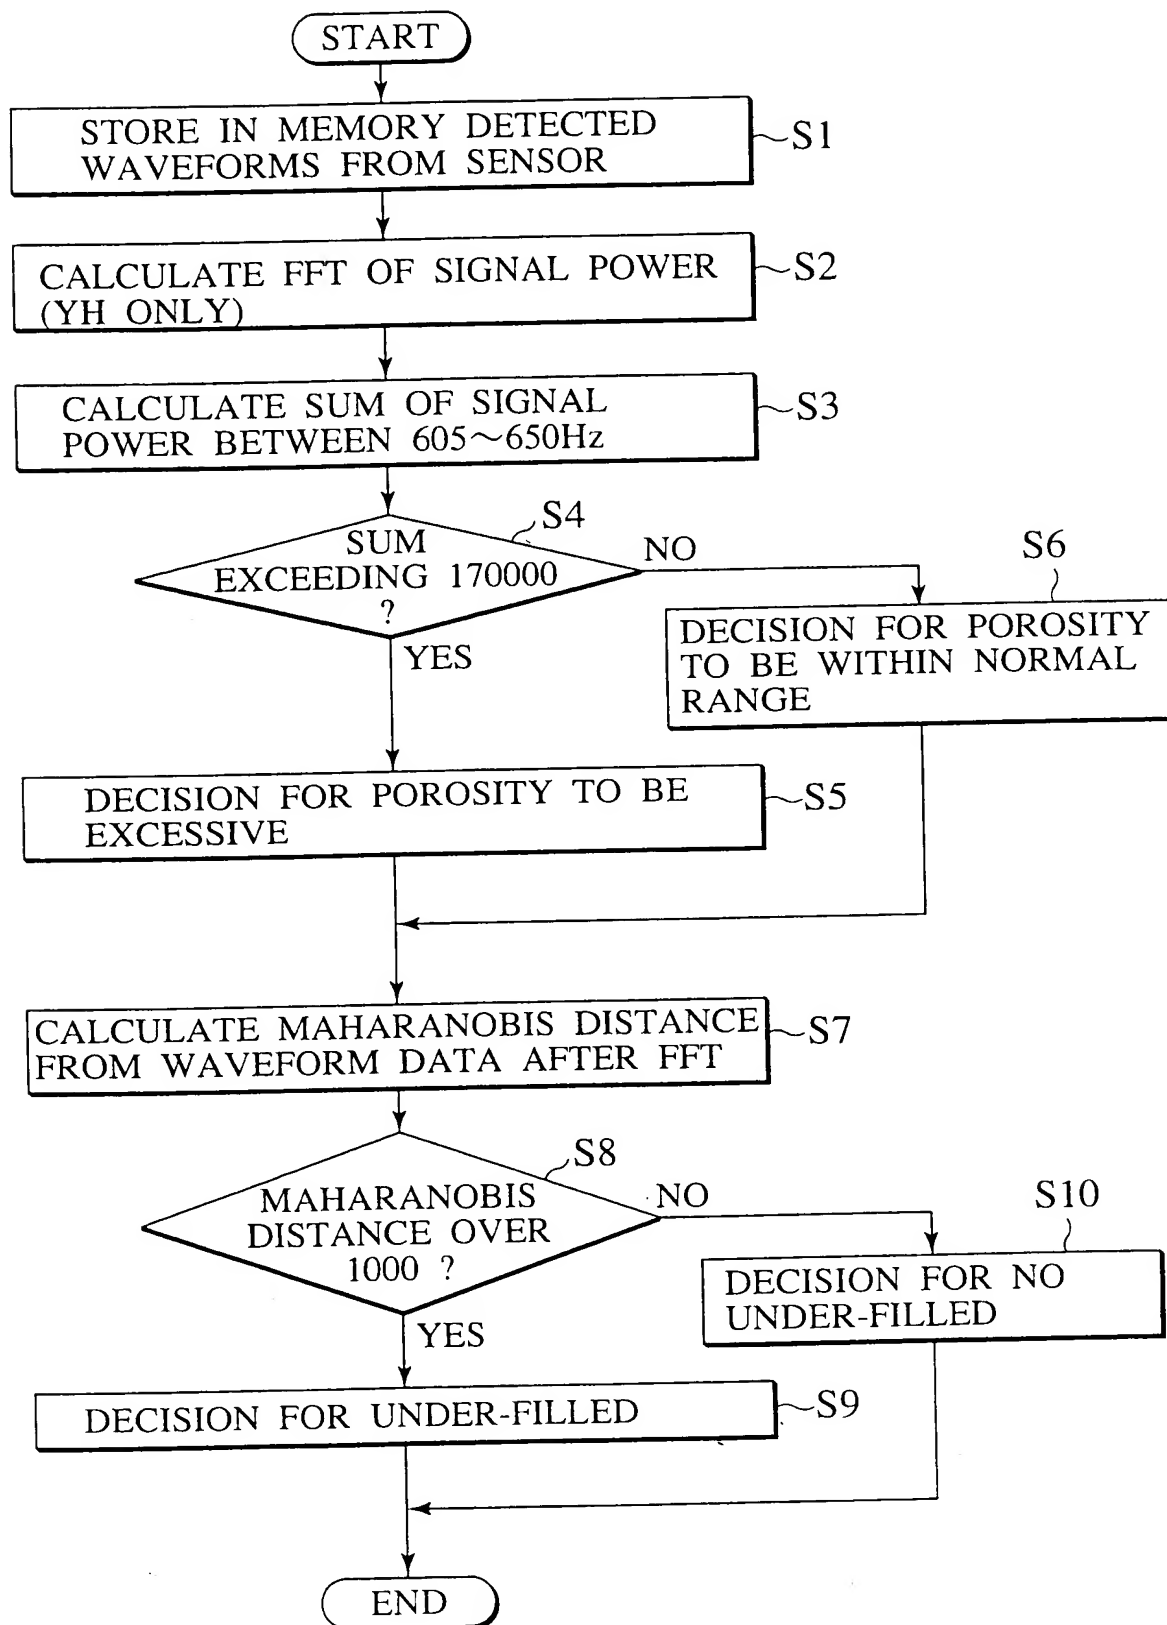 START
STORE IN MEMORY DETECTED
WAVEFORMS FROM SENSOR
S1
CALCULATE FFT OF SIGNAL POWER
(YH ONLY)
S2
CALCULATE SUM OF SIGNAL
POWER BETWEEN 605～650Hz
S3
S4
SUM
EXCEEDING 170000
?
NO
YES
S6
DECISION FOR POROSITY
TO BE WITHIN NORMAL
RANGE
DECISION FOR POROSITY TO BE
EXCESSIVE
S5
CALCULATE MAHARANOBIS DISTANCE
FROM WAVEFORM DATA AFTER FFT
S7
S8
MAHARANOBIS
DISTANCE OVER
1000 ?
NO
YES
S10
DECISION FOR NO
UNDER-FILLED
DECISION FOR UNDER-FILLED
S9
END